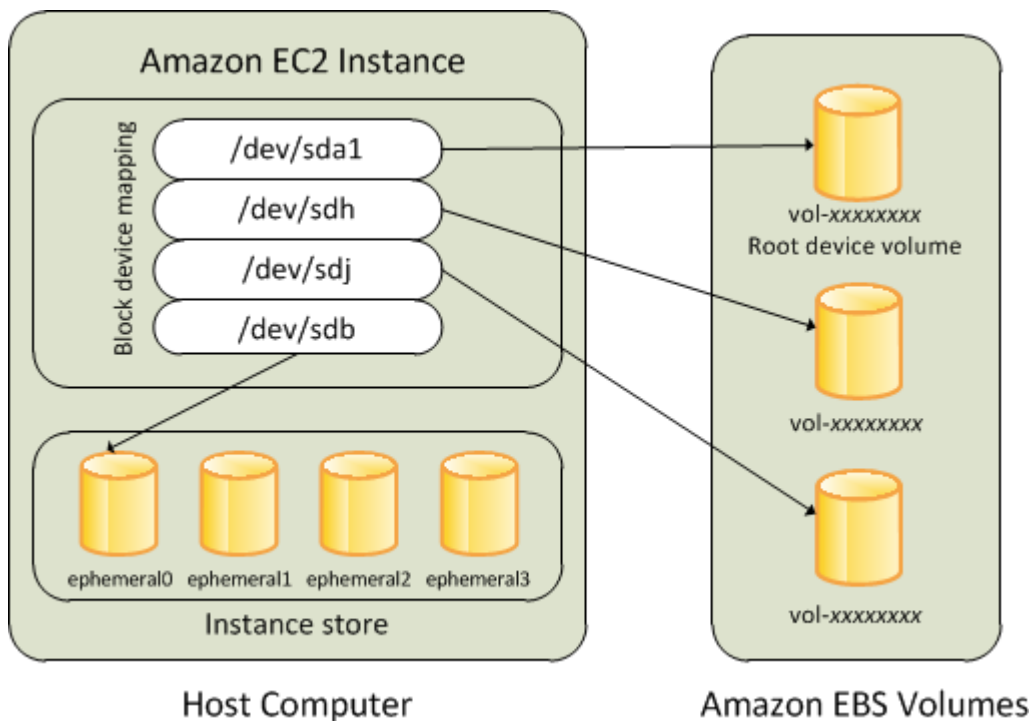 Amazon EC2 Instance
Block device mapping
/dev/sda1
/dev/sdh
/dev/sdj
/dev/sdb
ephemeral0 ephemeral1 ephemeral2 ephemeral3
Instance store
Host Computer
vol-xxxxxxxx
Root device volume
vol-xxxxxxxx
vol-xxxxxxxx
Amazon EBS Volumes